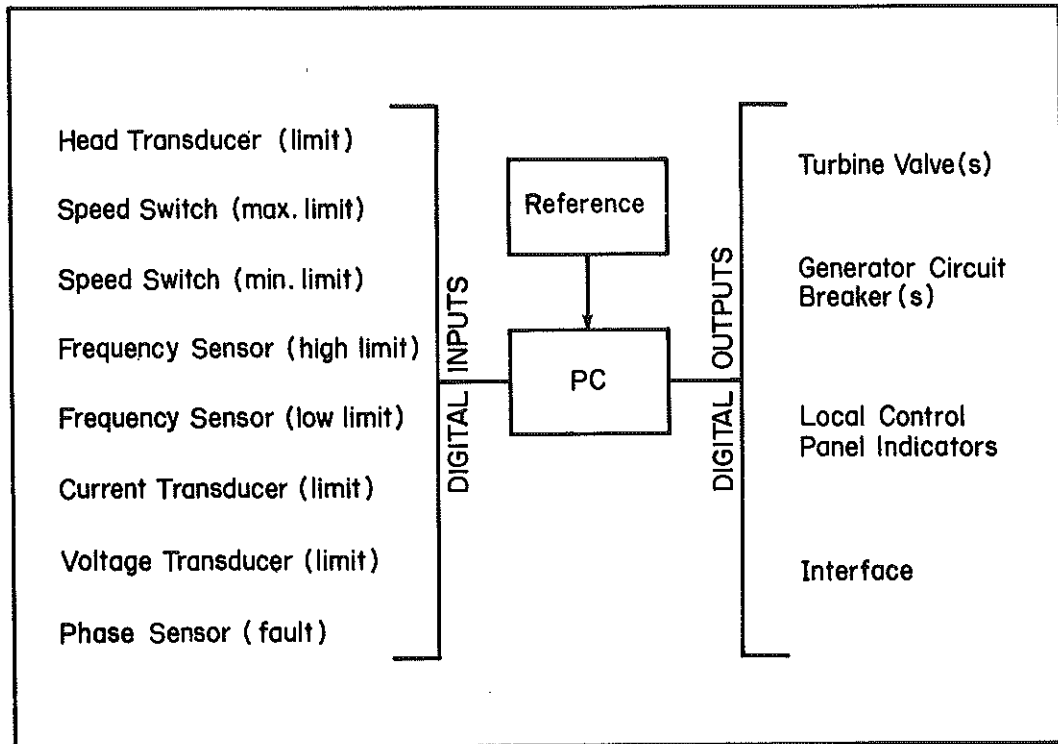 Head Transducer (limit)
Speed Switch (max. limit)
Speed Switch (min. limit)
Frequency Sensor (high limit)
Frequency Sensor (low limit)
Current Transducer (limit)
Voltage Transducer (limit)
Phase Sensor (fault)
DIGITAL INPUTS
Reference
PC
DIGITAL OUTPUTS
Turbine Valve(s)
Generator Circuit
Breaker(s)
Local Control
Panel Indicators
Interface